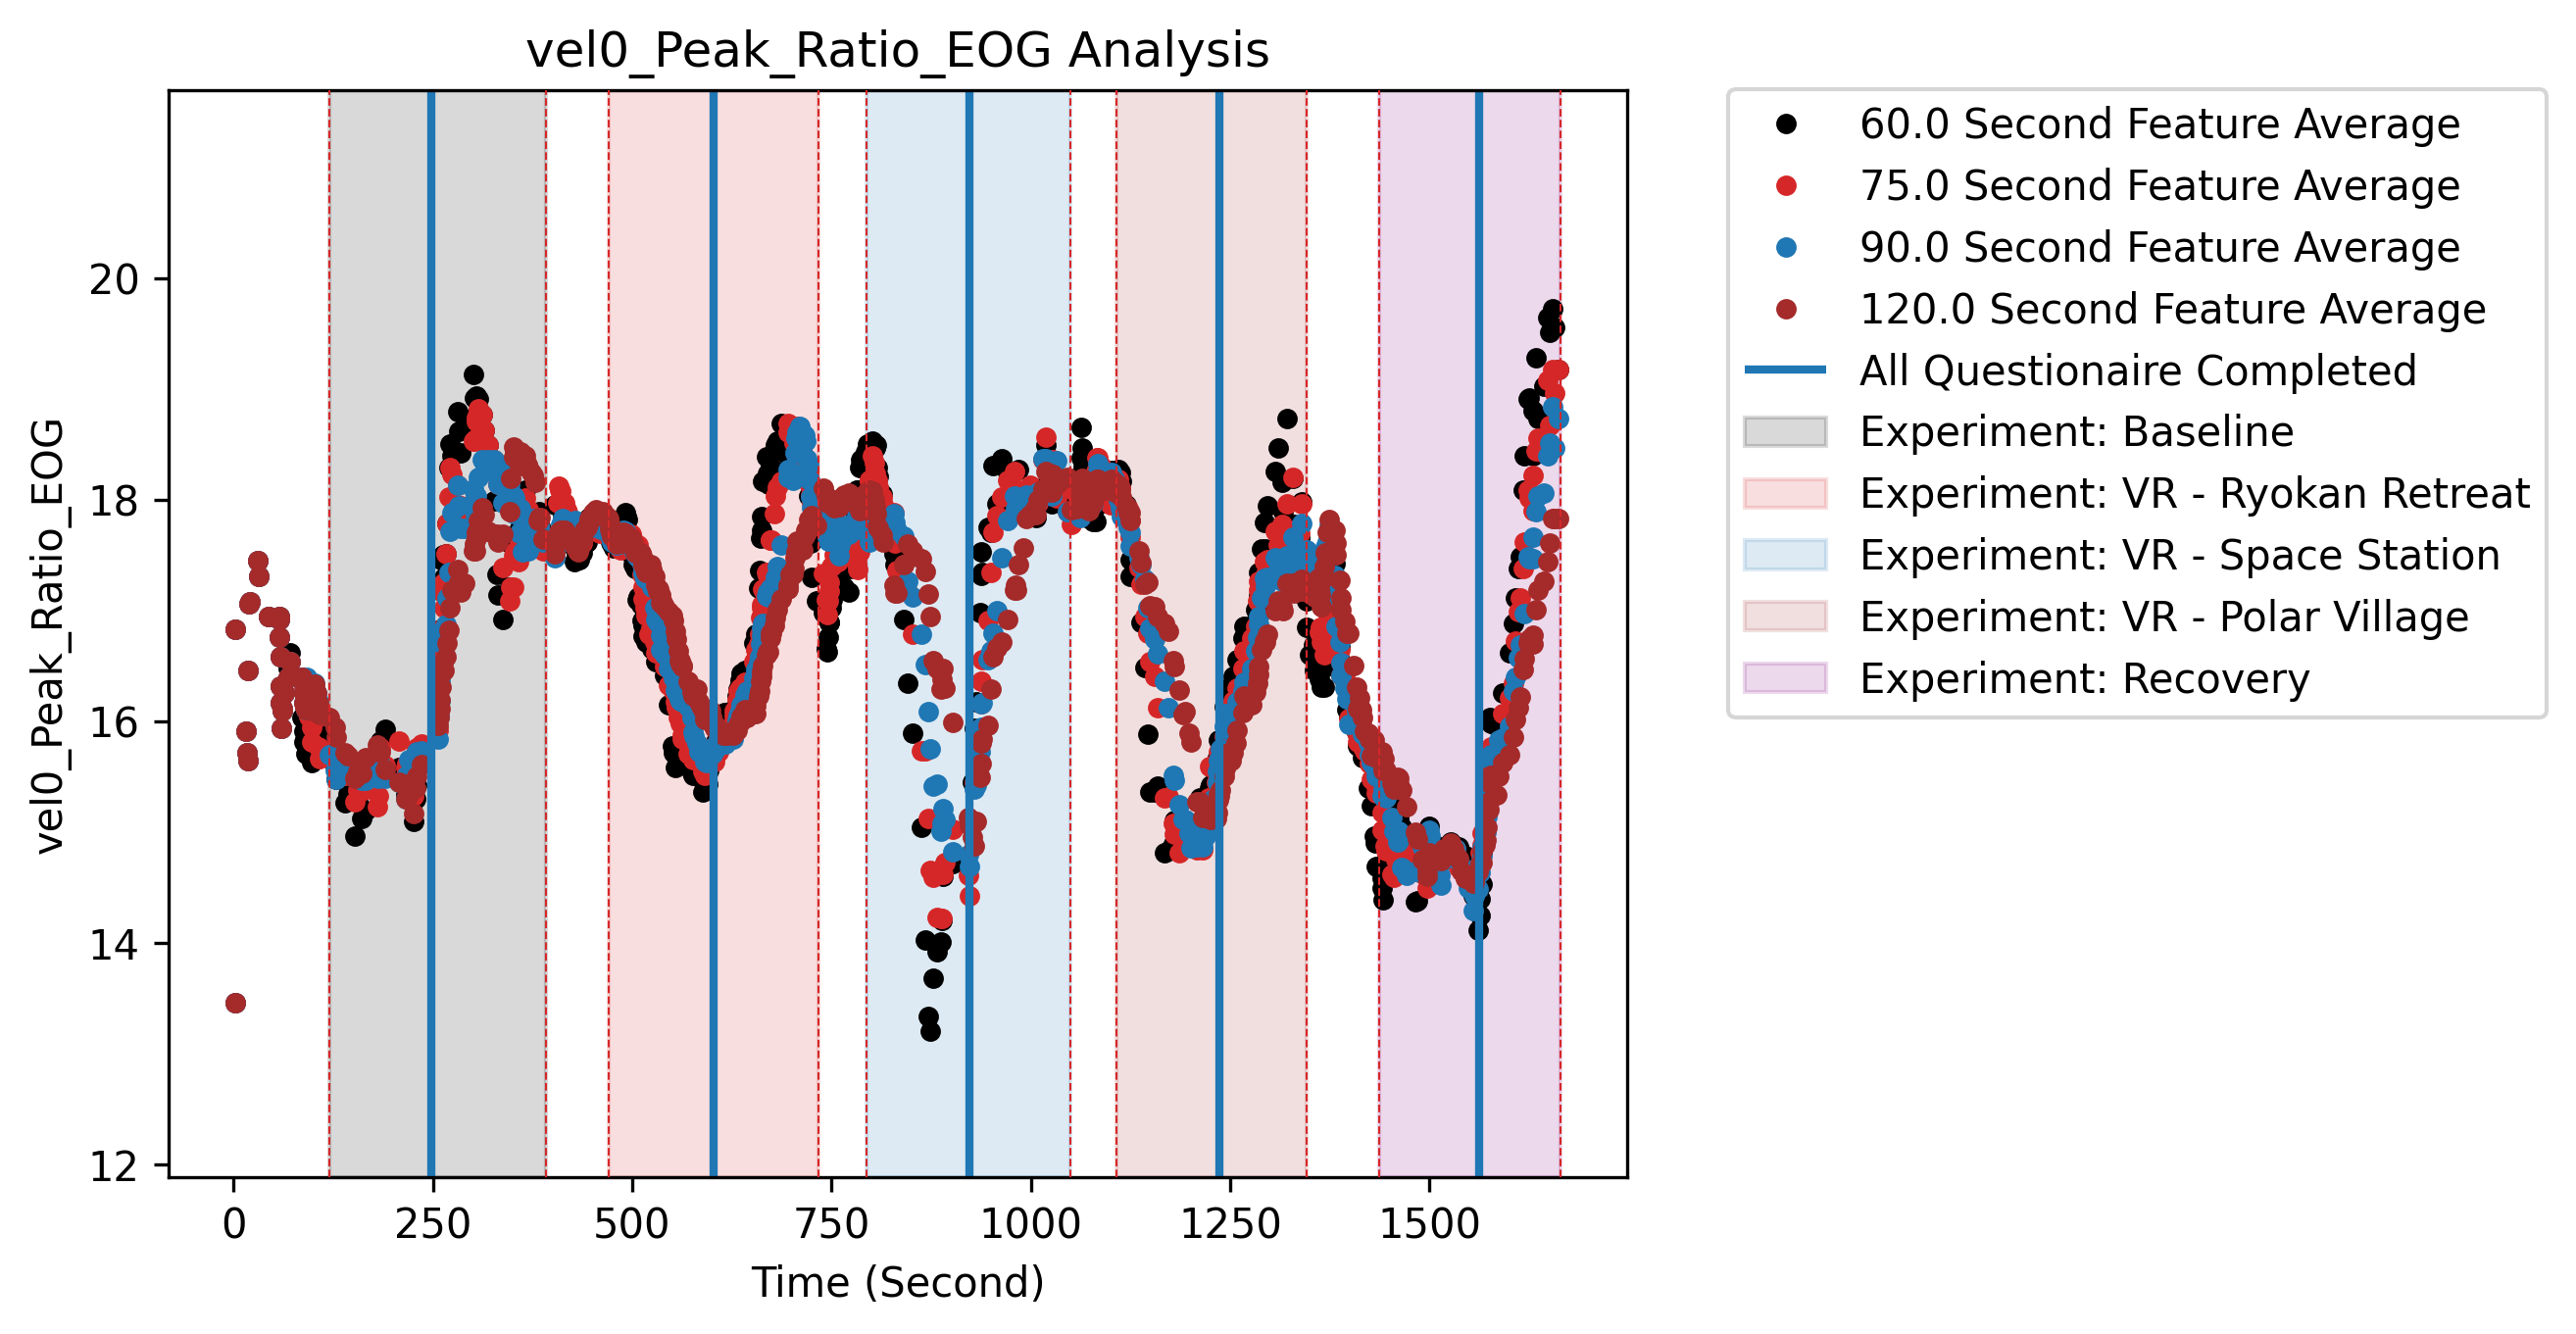 vel0_Peak_Ratio_EOG Analysis
vel0_Peak_Ratio_EOG
20
18
16
14
12
0 250 500 750 1000 1250 1500
Time (Second)
60.0 Second Feature Average
75.0 Second Feature Average
90.0 Second Feature Average
120.0 Second Feature Average
All Questionaire Completed
Experiment: Baseline
Experiment: VR - Ryokan Retreat
Experiment: VR - Space Station
Experiment: VR - Polar Village
Experiment: Recovery